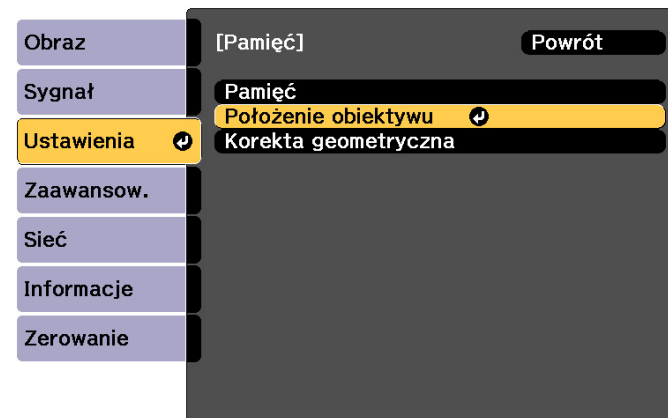 Obraz
Sygnał
Ustawienia
Zaawansow.
Sieć
Informacje
Zerowanie
[Pamięć] Powrót
Pamięć
Położenie obiektywu
Korekta geometryczna